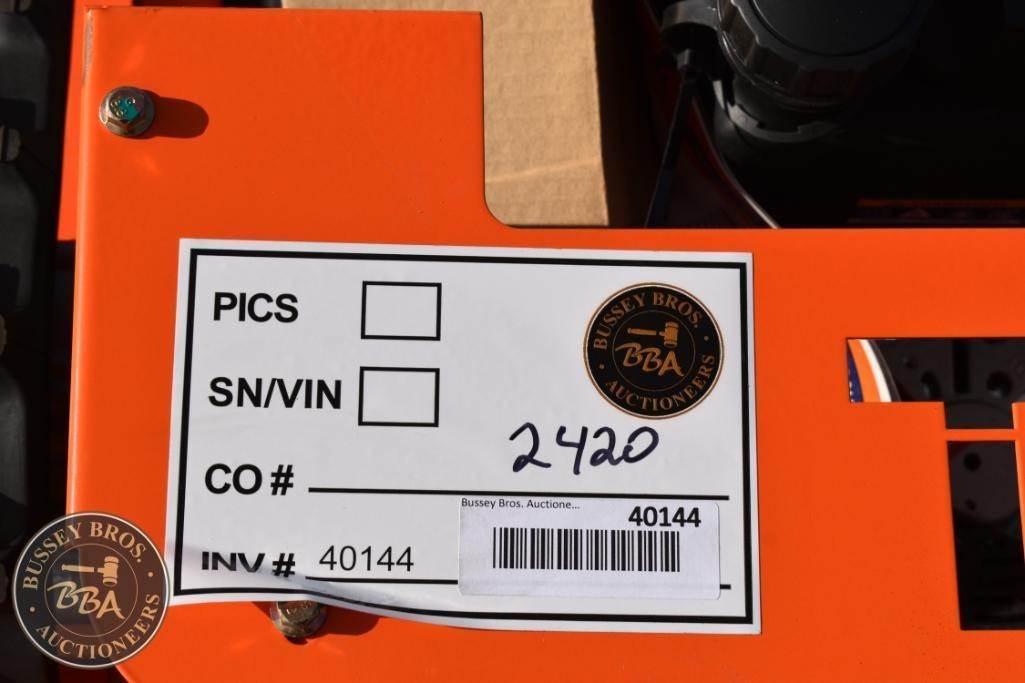 PICS
BUSSEY BROS.
BBA
AUCTIONEERS
SN/VIN
CO # 2420
Bussey Bros. Auctione...
40144
INV # 40144
BUSSEY BROS.
BBA
AUCTIONEERS